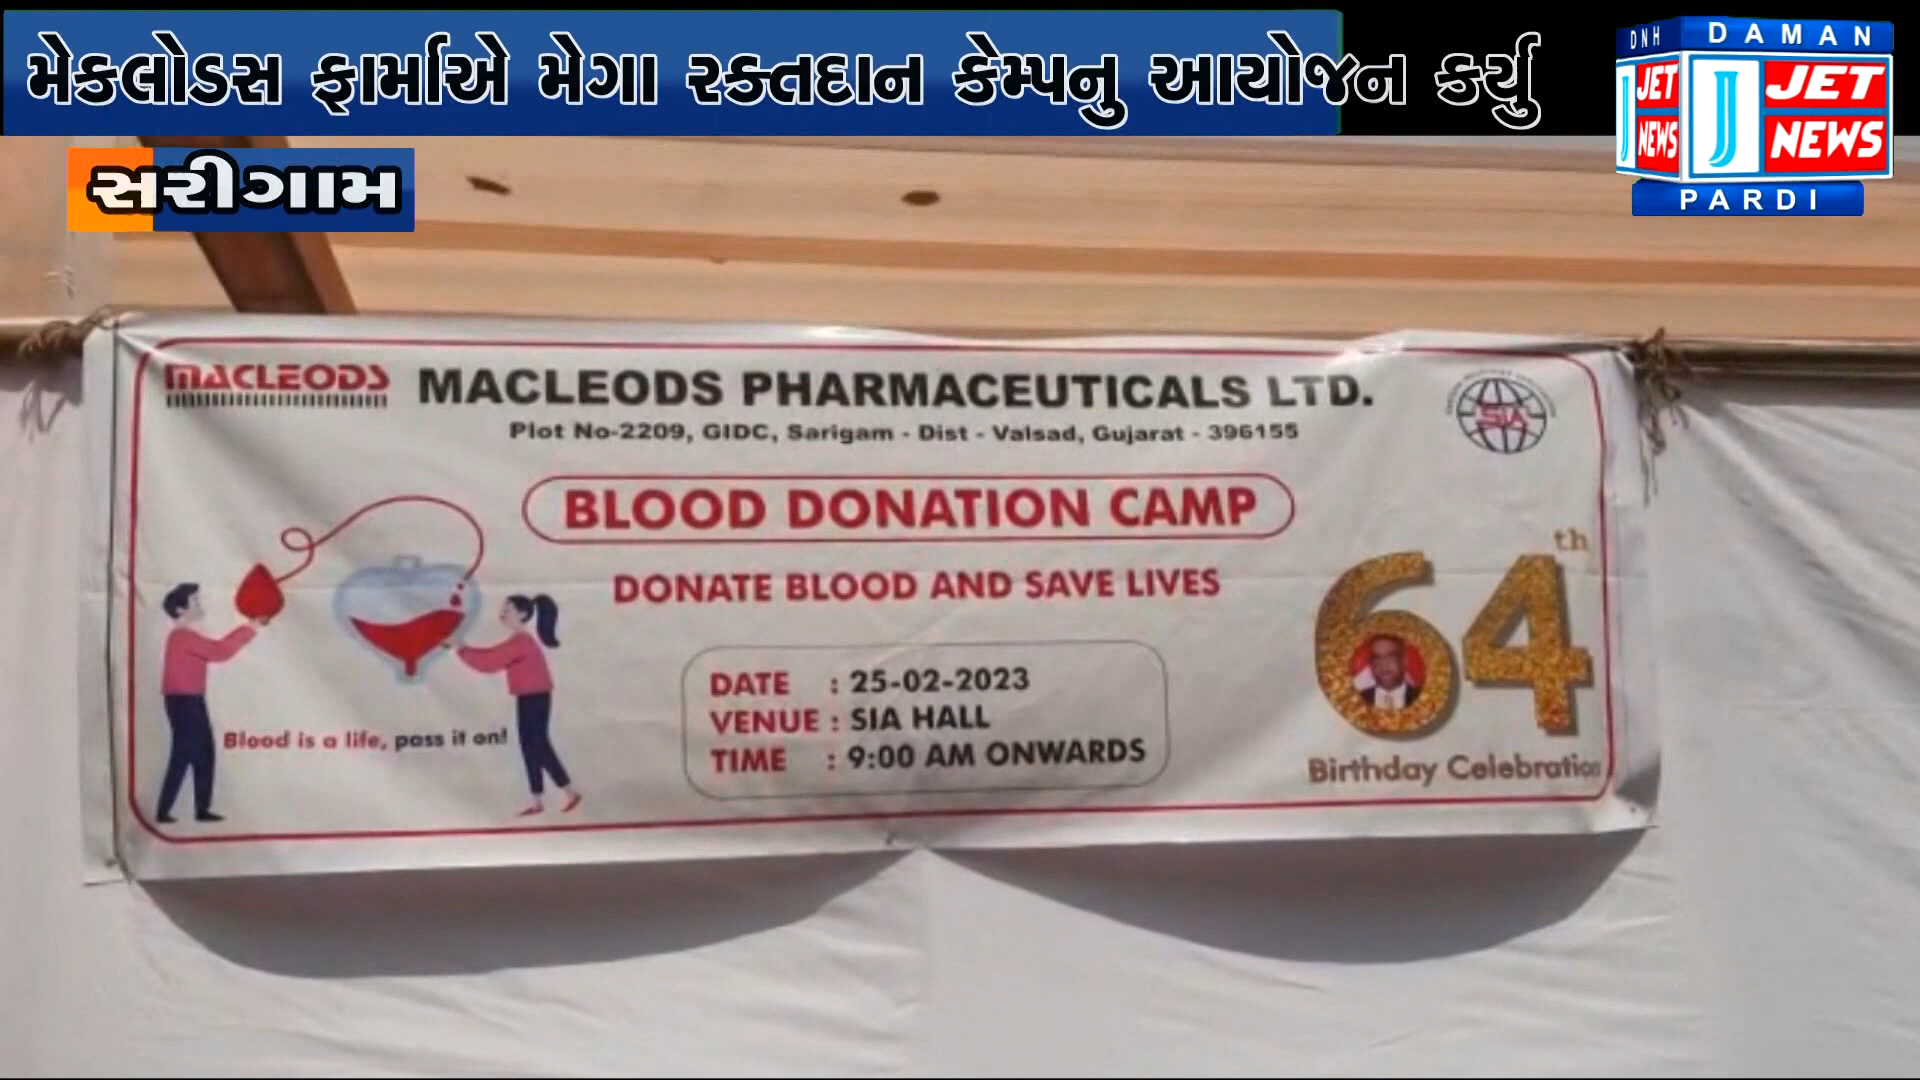 મેકલોડસ ફાર્માએ મેગા રક્તદાન કેમ્પનુ આયોજન કર્યુ
DNH DAMAN
JET NEWS
J JET NEWS
PARDI
સરીગામ
MACLEODS
MACLEODS PHARMACEUTICALS LTD.
Plot No-2209, GIDC, Sarigam - Dist - Valsad, Gujarat - 396155
SIA
BLOOD DONATION CAMP
DONATE BLOOD AND SAVE LIVES
64th
DATE : 25-02-2023
VENUE : SIA HALL
TIME : 9:00 AM ONWARDS
Blood is a life, pass it on!
Birthday Celebration